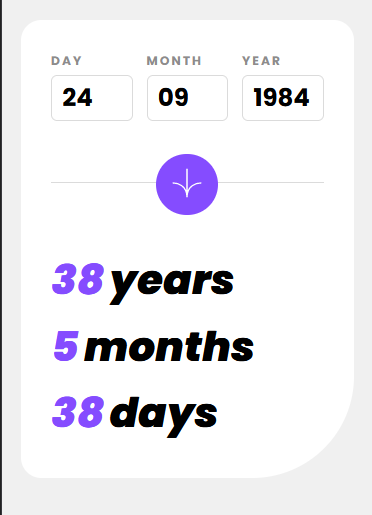 DAY MONTH YEAR
24 09 1984
38 years
5 months
38 days